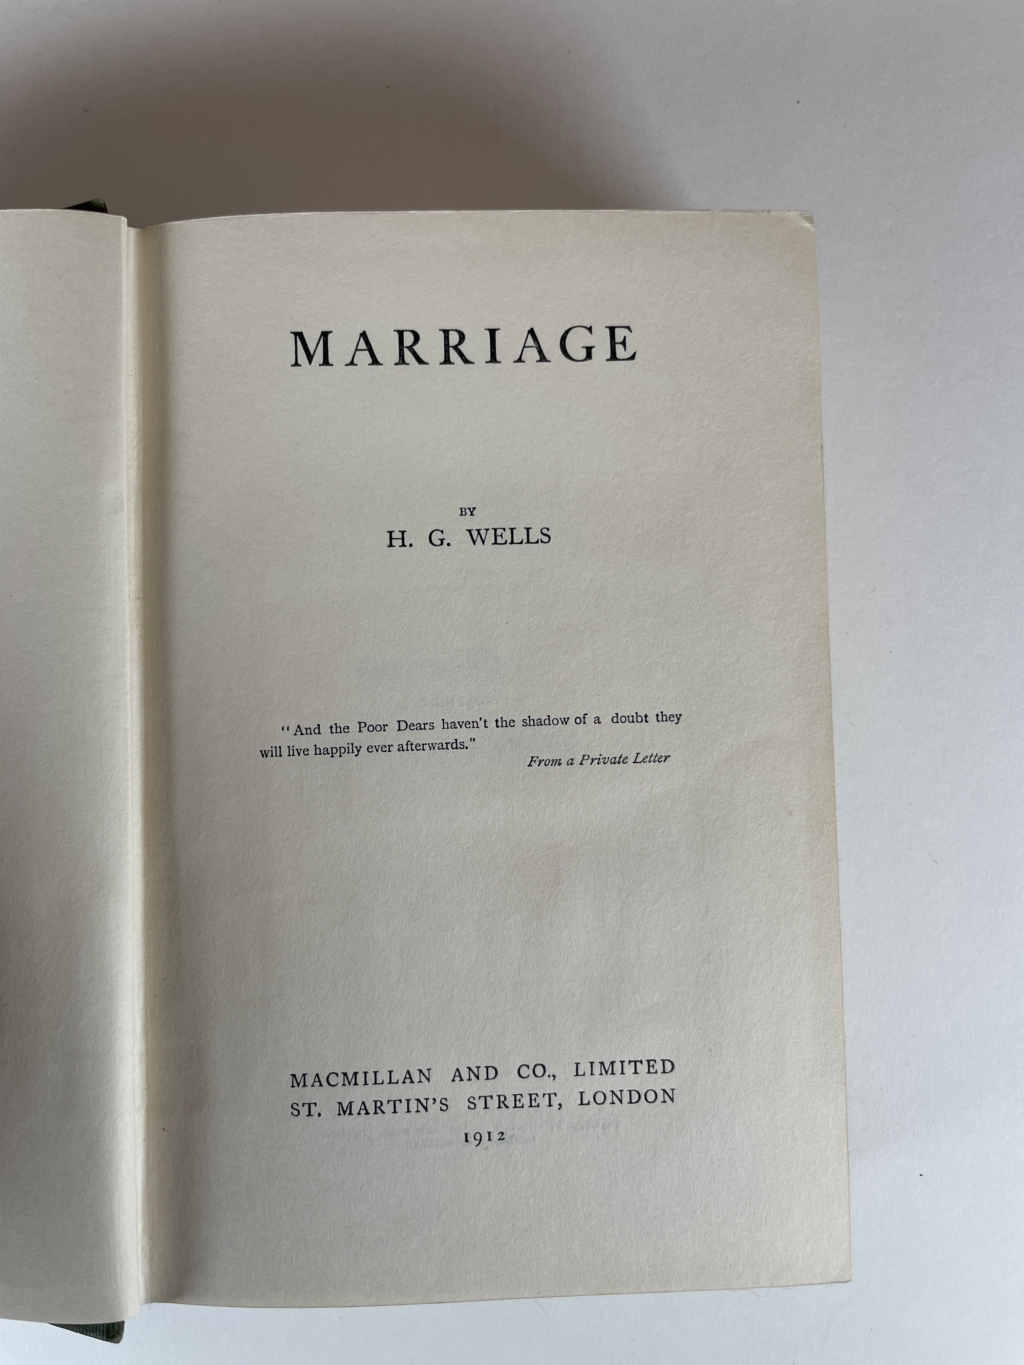 MARRIAGE
BY
H. G. WELLS
"And the Poor Dears haven't the shadow of a doubt they
will live happily ever afterwards."
From a Private Letter
MACMILLAN AND CO., LIMITED
ST. MARTIN'S STREET, LONDON
1912